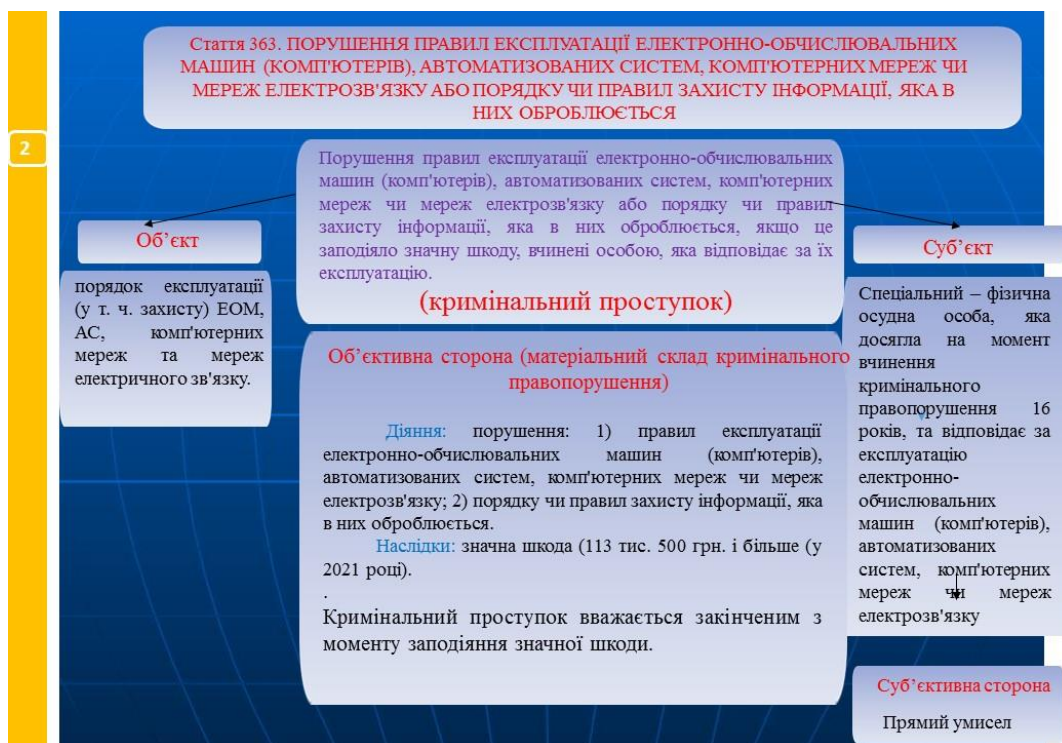 Стаття 363. ПОРУШЕННЯ ПРАВИЛ ЕКСПЛУАТАЦІЇ ЕЛЕКТРОННО-ОБЧИСЛЮВАЛЬНИХ
МАШИН (КОМП'ЮТЕРІВ), АВТОМАТИЗОВАНИХ СИСТЕМ, КОМП'ЮТЕРНИХ МЕРЕЖ ЧИ
МЕРЕЖ ЕЛЕКТРОЗВ'ЯЗКУ АБО ПОРЯДКУ ЧИ ПРАВИЛ ЗАХИСТУ ІНФОРМАЦІЇ, ЯКА В
НИХ ОБРОБЛЮЄТЬСЯ
2
Порушення правил експлуатації електронно-обчислювальних
машин (комп'ютерів), автоматизованих систем, комп'ютерних
мереж чи мереж електрозв'язку або порядку чи правил
захисту інформації, яка в них оброблюється, якщо це
заподіяло значну шкоду, вчинені особою, яка відповідає за їх
експлуатацію.
(кримінальний проступок)
Об’єкт
порядок експлуатації
(у т. ч. захисту) ЕОМ,
АС, комп'ютерних
мереж та мереж
електричного зв'язку.
Об’єктивна сторона (матеріальний склад кримінального
правопорушення)
Діяння: порушення: 1) правил експлуатації
електронно-обчислювальних машин (комп'ютерів),
автоматизованих систем, комп'ютерних мереж чи мереж
електрозв'язку; 2) порядку чи правил захисту інформації, яка
в них оброблюється.
Наслідки: значна шкода (113 тис. 500 грн. і більше (у
2021 році).
.
Кримінальний проступок вважається закінченим з
моменту заподіяння значної шкоди.
Суб’єкт
Спеціальний – фізична
осудна особа, яка
досягла на момент
вчинення
кримінального
правопорушення 16
років, та відповідає за
експлуатацію
електронно-
обчислювальних
машин (комп'ютерів),
автоматизованих
систем, комп'ютерних
мереж чи мереж
електрозв'язку
Суб’єктивна сторона
Прямий умисел